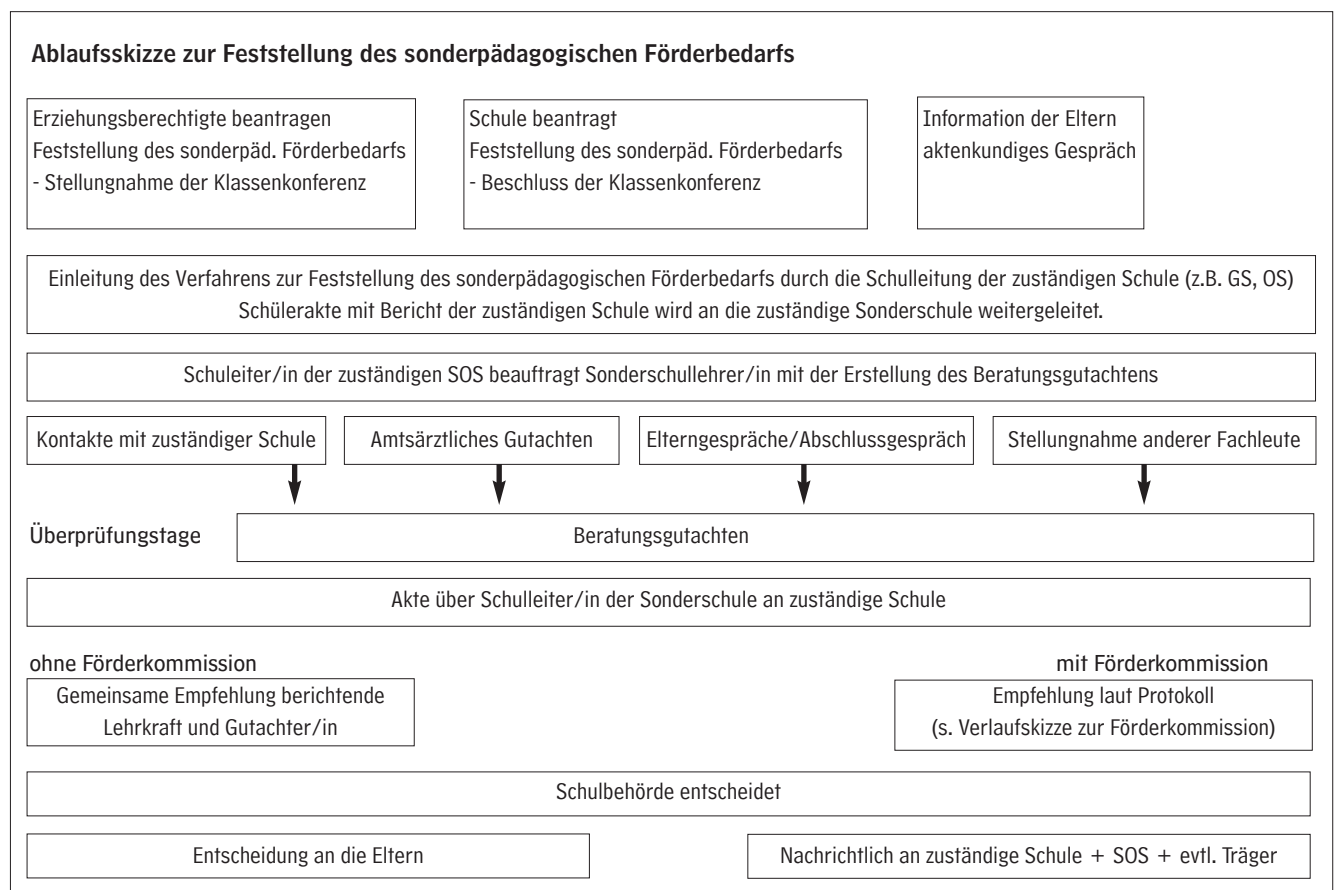 Ablaufsskizze zur Feststellung des sonderpädagogischen Förderbedarfs
Erziehungsberechtigte beantragen
Feststellung des sonderpäd. Förderbedarfs
- Stellungnahme der Klassenkonferenz
Schule beantragt
Feststellung des sonderpäd. Förderbedarfs
- Beschluss der Klassenkonferenz
Information der Eltern
aktenkundiges Gespräch
Einleitung des Verfahrens zur Feststellung des sonderpädagogischen Förderbedarfs durch die Schulleitung der zuständigen Schule (z.B. GS, OS)
Schülerakte mit Bericht der zuständigen Schule wird an die zuständige Sonderschule weitergeleitet.
Schuleiter/in der zuständigen SOS beauftragt Sonderschullehrer/in mit der Erstellung des Beratungsgutachtens
Kontakte mit zuständiger Schule
Amtsärztliches Gutachten
Elterngespräche/Abschlussgespräch
Stellungnahme anderer Fachleute
Überprüfungstage
Beratungsgutachten
Akte über Schulleiter/in der Sonderschule an zuständige Schule
ohne Förderkommission
Gemeinsame Empfehlung berichtende
Lehrkraft und Gutachter/in
mit Förderkommission
Empfehlung laut Protokoll
(s. Verlaufskizze zur Förderkommission)
Schulbehörde entscheidet
Entscheidung an die Eltern
Nachrichtlich an zuständige Schule + SOS + evtl. Träger